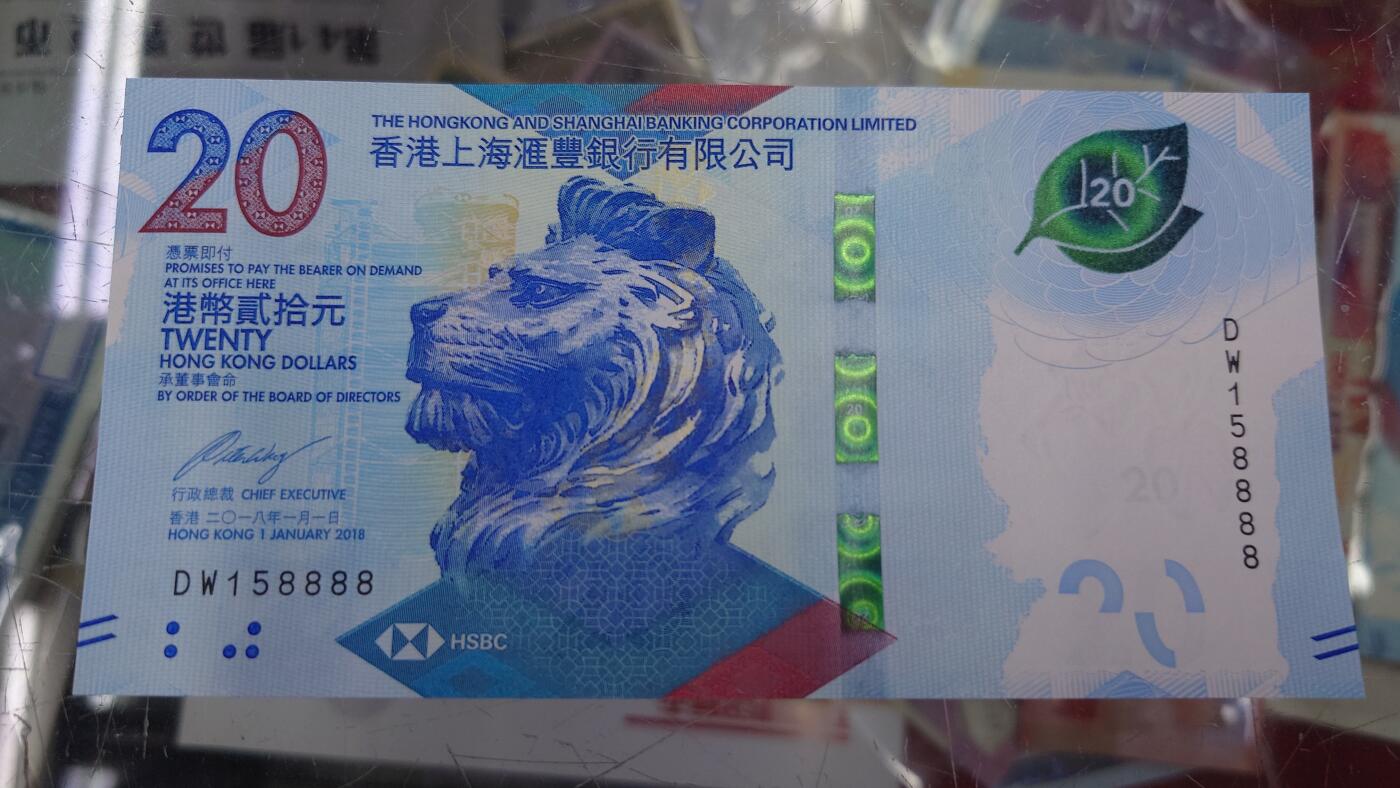 20
THE HONGKONG AND SHANGHAI BANKING CORPORATION LIMITED
香港上海滙豐銀行有限公司
20
憑票即付
PROMISES TO PAY THE BEARER ON DEMAND
AT ITS OFFICE HERE
港幣貳拾元
TWENTY
HONG KONG DOLLARS
承董事會命
BY ORDER OF THE BOARD OF DIRECTORS
行政總裁 CHIEF EXECUTIVE
香港 二〇一八年一月一日
HONG KONG 1 JANUARY 2018
DW158888
HSBC
20
DW158888
20
20